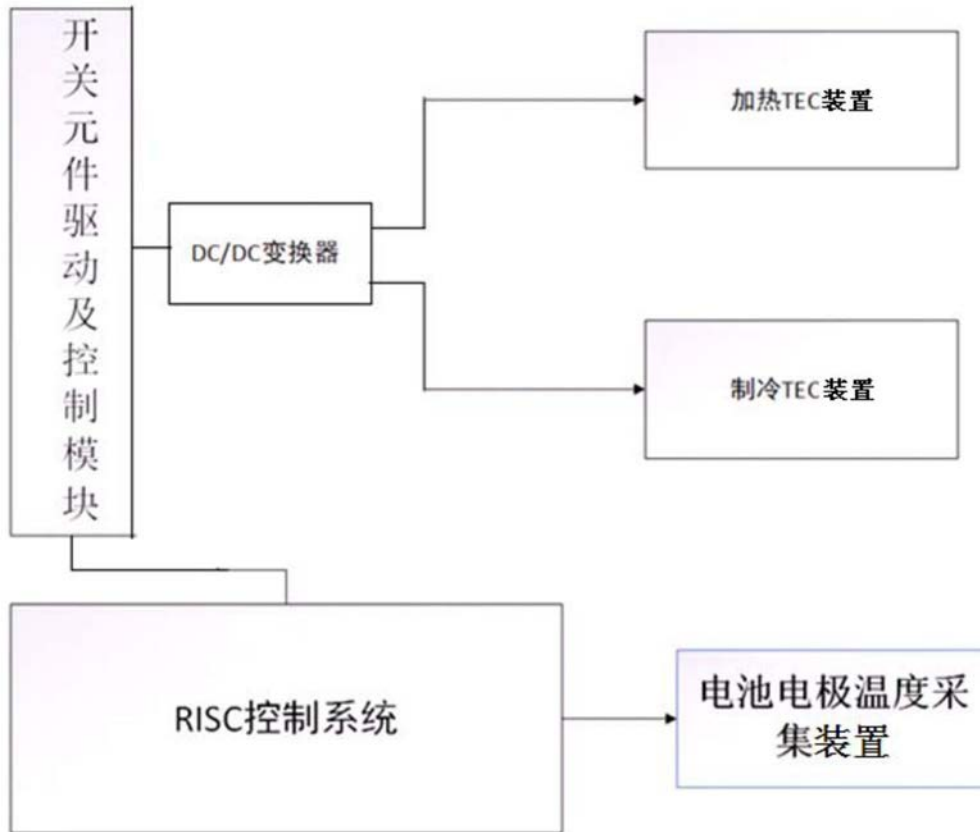 开关元件驱动及控制模块
加热TEC装置
DC/DC变换器
制冷TEC装置
RISC控制系统
电池电极温度采
集装置